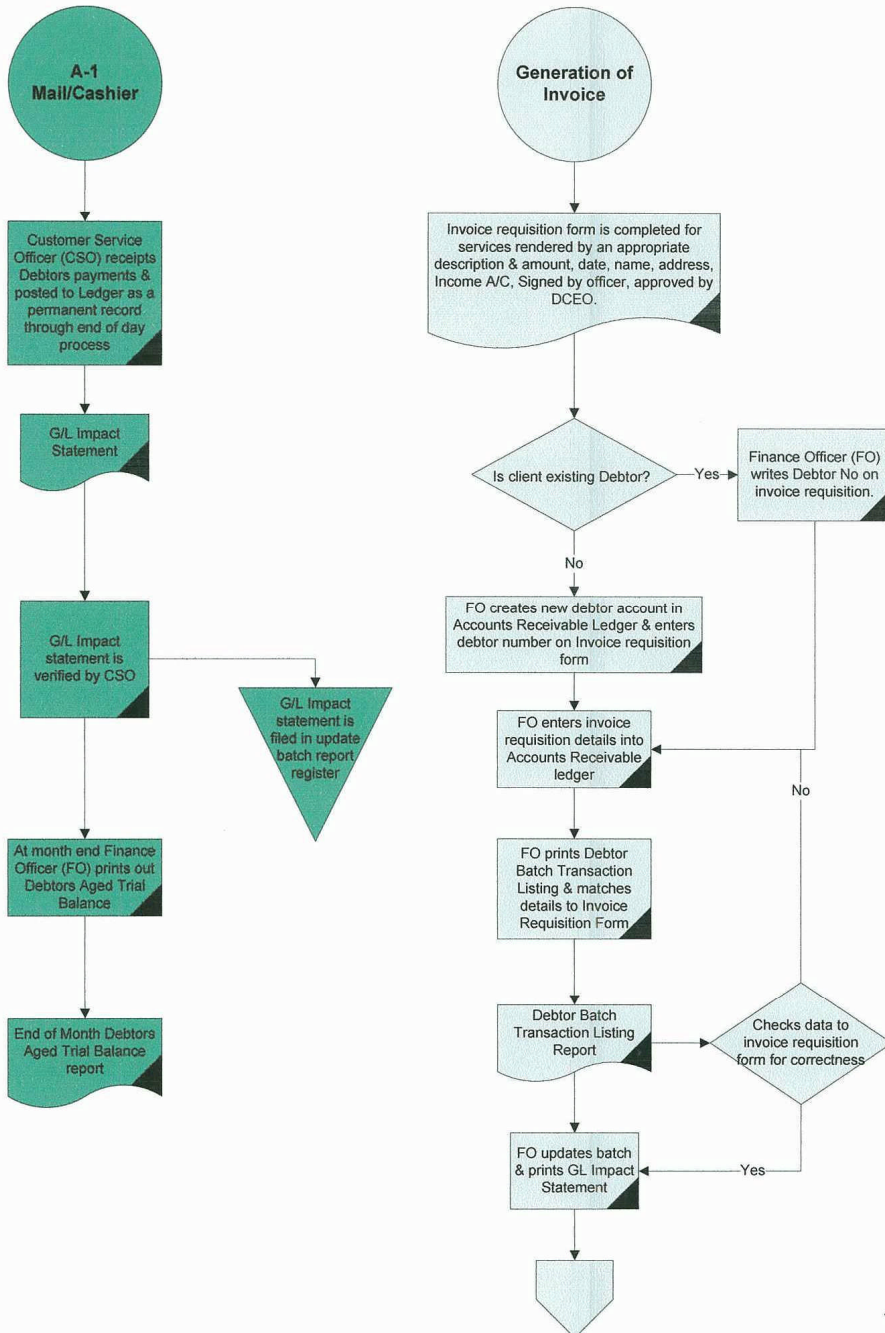 A-1
Mail/Cashier
Customer Service
Officer (CSO) receipts
Debtors payments &
posted to Ledger as a
permanent record
through end of day
process
G/L Impact
Statement
G/L Impact
statement is
verified by CSO
G/L Impact
statement is
filed in update
batch report
register
At month end Finance
Officer (FO) prints out
Debtors Aged Trial
Balance
End of Month Debtors
Aged Trial Balance
report
Generation of
Invoice
Invoice requisition form is completed for
services rendered by an appropriate
description & amount, date, name, address,
Income A/C, Signed by officer, approved by
DCEO.
Is client existing Debtor?
Yes
Finance Officer (FO)
writes Debtor No on
invoice requisition.
No
FO creates new debtor account in
Accounts Receivable Ledger & enters
debtor number on Invoice requisition
form
FO enters invoice
requisition details into
Accounts Receivable
ledger
No
FO prints Debtor
Batch Transaction
Listing & matches
details to Invoice
Requisition Form
Debtor Batch
Transaction Listing
Report
Checks data to
invoice requisition
form for correctness
FO updates batch
& prints GL Impact
Statement
Yes